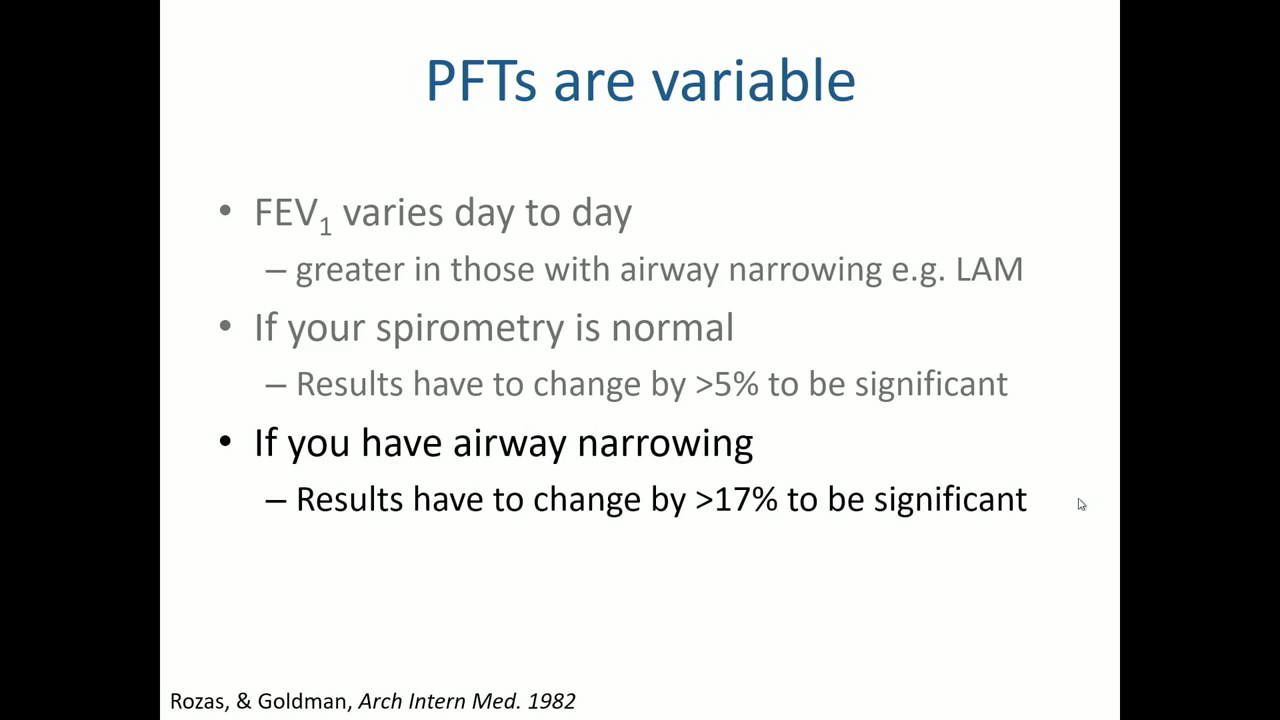 PFTs are variable
• FEV₁ varies day to day
– greater in those with airway narrowing e.g. LAM
• If your spirometry is normal
– Results have to change by >5% to be significant
• If you have airway narrowing
– Results have to change by >17% to be significant
Rozas, & Goldman, Arch Intern Med. 1982